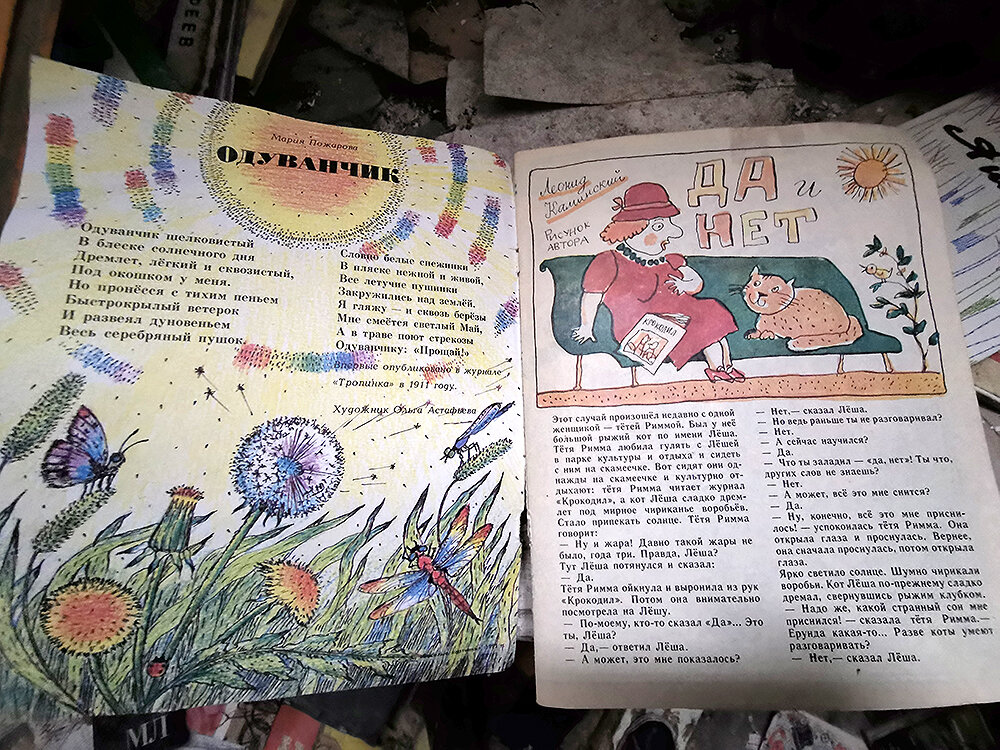 РЕЕВ
Мария Пожарова
ОДУВАНЧИК
Одуванчик шелковистый
В блеске солнечного дня
Дремлет, лёгкий и сквозистый,
Под окошком у меня.
Но пронёсся с тихим пеньем
Быстрокрылый ветерок
И развеял дуновеньем
Весь серебряный пушок.
Словно белые снежинки
В пляске нежной и живой,
Все летучие пушинки
Закружились над землёй.
Я гляжу — и сквозь берёзы
Мне смеётся светлый Май,
А в траве поют стрекозы
Одуванчику: «Прощай!»
Впервые опубликовано в журнале
«Тропинка» в 1911 году.
Художник Ольга Астафьева
Леонид
Каминский
Рисунок
автора
ДА и
НЕТ
КРОКОДИЛ
Этот случай произошёл недавно с одной
женщиной — тётей Риммой. Был у неё
большой рыжий кот по имени Лёша.
Тётя Римма любила гулять с Лёшей
в парке культуры и отдыха и сидеть
с ним на скамеечке. Вот сидят они од-
нажды на скамеечке и культурно от-
дыхают: тётя Римма читает журнал
«Крокодил», а кот Лёша сладко дрем-
лет под мирное чириканье воробьёв.
Стало припекать солнце. Тётя Римма
говорит:
— Ну и жара! Давно такой жары не
было, года три. Правда, Лёша?
Тут Лёша потянулся и сказал:
— Да.
Тётя Римма ойкнула и выронила из рук
«Крокодил». Потом она внимательно
посмотрела на Лёшу.
— По-моему, кто-то сказал «Да»... Это
ты, Лёша?
— Да,— ответил Лёша.
— А может, это мне показалось?
— Нет,— сказал Лёша.
— Но ведь раньше ты не разговаривал?
— Нет.
— А сейчас научился?
— Да.
— Что ты заладил — «да, нет»! Ты что,
других слов не знаешь?
— Нет.
— А может, всё это мне снится?
— Да.
— Ну, конечно, всё это мне присни-
лось! — успокоилась тётя Римма. Она
открыла глаза и проснулась. Вернее,
она сначала проснулась, потом открыла
глаза.
Ярко светило солнце. Шумно чирикали
воробьи. Кот Лёша по-прежнему сладко
дремал, свернувшись рыжим клубком.
— Надо же, какой странный сон мне
приснился! — сказала тётя Римма.—
Ерунда какая-то... Разве коты умеют
разговаривать?
— Нет,— сказал Лёша.
МЛ